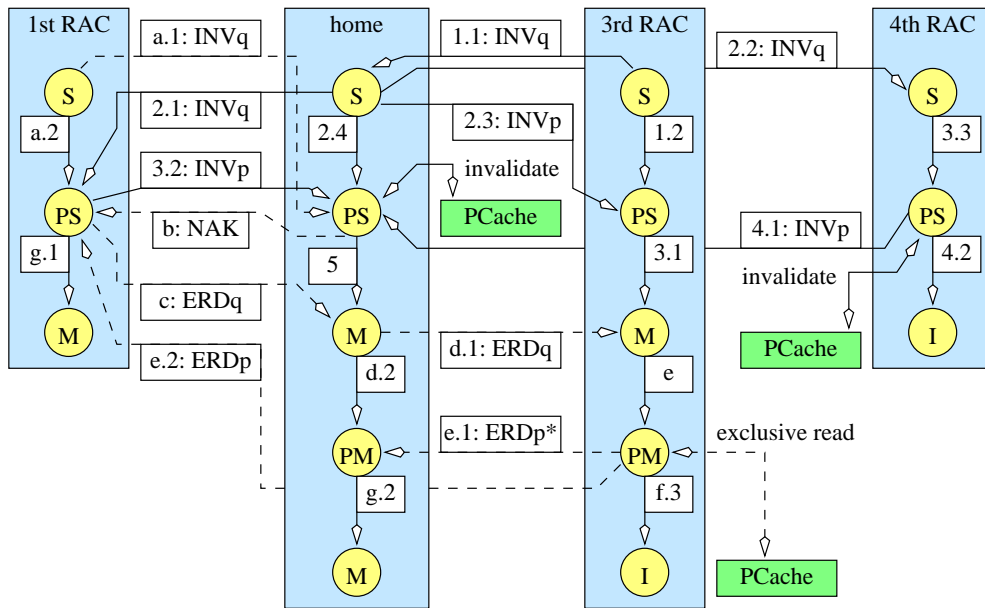 1st RAC
home
3rd RAC
4th RAC
a.1: INVq
1.1: INVq
2.2: INVq
S
S
S
S
2.1: INVq
2.3: INVp
a.2
2.4
1.2
3.3
3.2: INVp
invalidate
PS
PS
PCache
PS
PS
b: NAK
4.1: INVp
g.1
5
3.1
4.2
invalidate
c: ERDq
M
M
M
I
e.2: ERDp
d.1: ERDq
PCache
d.2
e
e.1: ERDp*
exclusive read
PM
PM
g.2
f.3
M
I
PCache